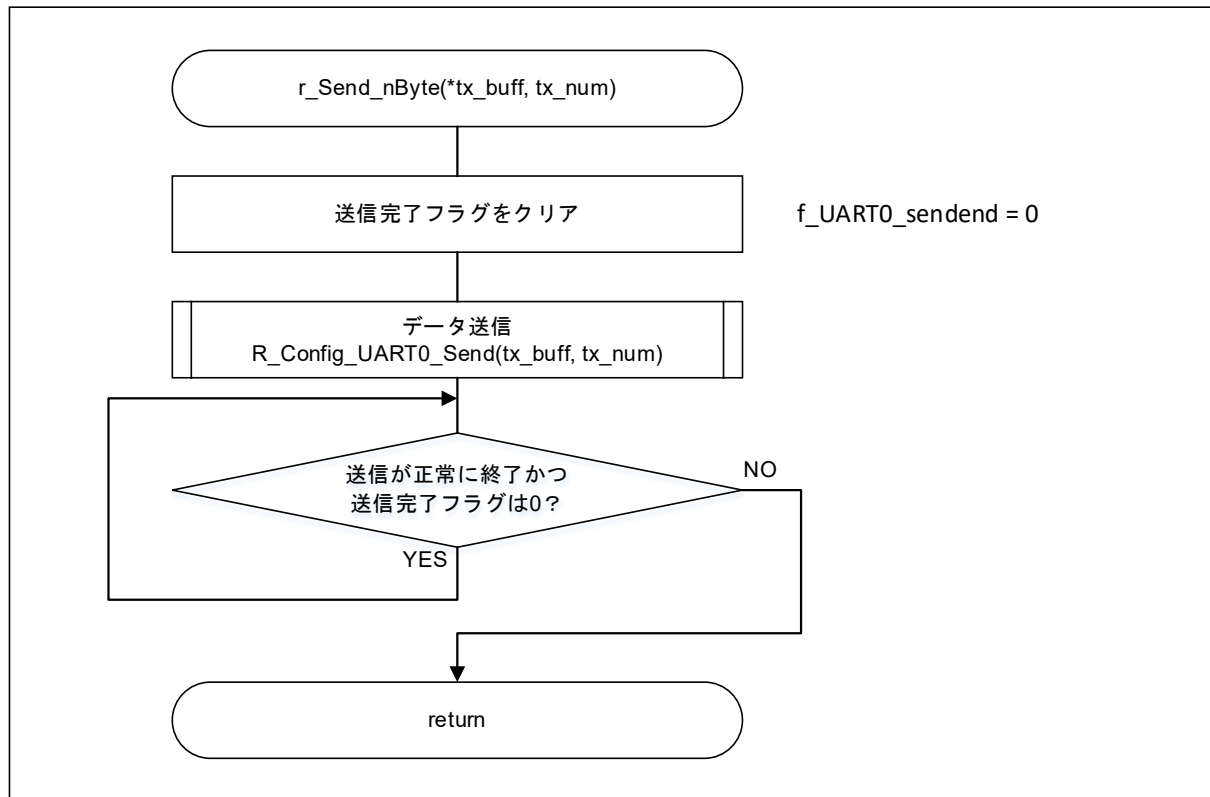 r_Send_nByte(*tx_buff, tx_num)
送信完了フラグをクリア
f_UART0_sendend = 0
データ送信
R_Config_UART0_Send(tx_buff, tx_num)
送信が正常に終了かつ
送信完了フラグは0？
NO
YES
return